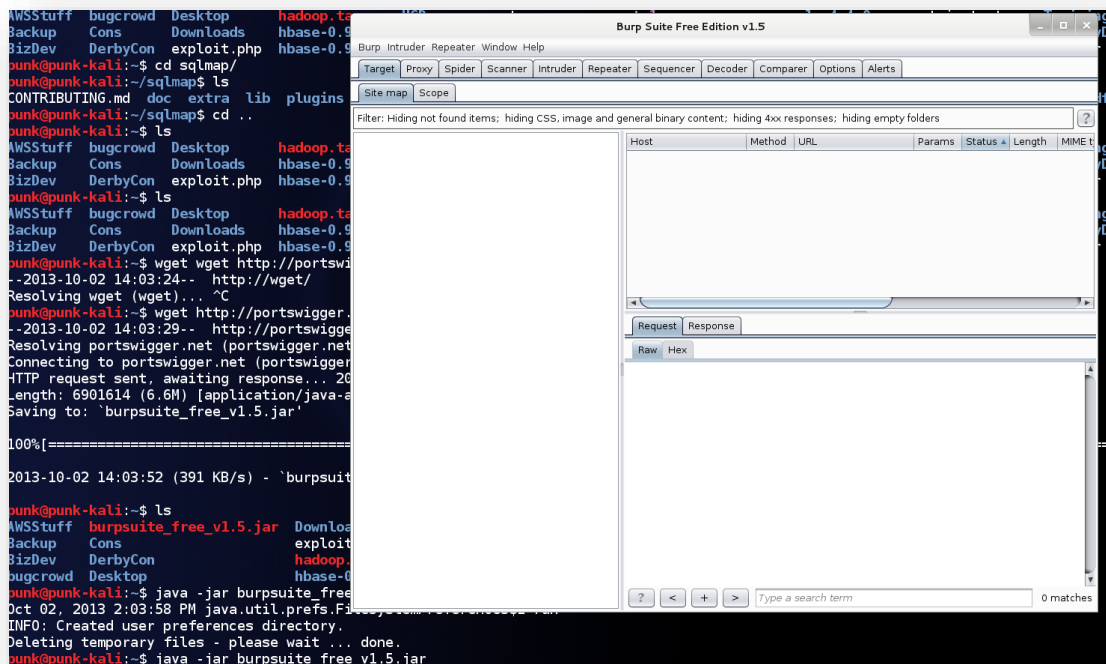 AWSStuff bugcrowd Desktop hadoop.ta
Backup Cons Downloads hbase-0.9
BizDev DerbyCon exploit.php hbase-0.9
punk@punk-kali:~$ cd sqlmap/
punk@punk-kali:~/sqlmap$ ls
CONTRIBUTING.md doc extra lib plugins
punk@punk-kali:~/sqlmap$ cd ..
punk@punk-kali:~$ ls
AWSStuff bugcrowd Desktop hadoop.ta
Backup Cons Downloads hbase-0.9
BizDev DerbyCon exploit.php hbase-0.9
punk@punk-kali:~$ ls
AWSStuff bugcrowd Desktop hadoop.ta
Backup Cons Downloads hbase-0.9
BizDev DerbyCon exploit.php hbase-0.9
punk@punk-kali:~$ wget wget http://portswi
--2013-10-02 14:03:24-- http://wget/
Resolving wget (wget)... ^C
punk@punk-kali:~$ wget http://portswigger.
--2013-10-02 14:03:29-- http://portswigge
Resolving portswigger.net (portswigger.net
Connecting to portswigger.net (portswigger
HTTP request sent, awaiting response... 20
Length: 6901614 (6.6M) [application/java-a
Saving to: `burpsuite_free_v1.5.jar'
100%[======================================
2013-10-02 14:03:52 (391 KB/s) - `burpsuit
punk@punk-kali:~$ ls
AWSStuff burpsuite_free_v1.5.jar Downloa
Backup Cons exploit
BizDev DerbyCon hadoop.
bugcrowd Desktop hbase-0
punk@punk-kali:~$ java -jar burpsuite_free
Oct 02, 2013 2:03:58 PM java.util.prefs.Fi
INFO: Created user preferences directory.
Deleting temporary files - please wait ... done.
punk@punk-kali:~$ java -jar burpsuite_free_v1.5.jar
Burp Suite Free Edition v1.5
Burp Intruder Repeater Window Help
Target Proxy Spider Scanner Intruder Repeater Sequencer Decoder Comparer Options Alerts
Site map Scope
Filter: Hiding not found items; hiding CSS, image and general binary content; hiding 4xx responses; hiding empty folders ?
Host Method URL Params Status Length MIME t
Request Response
Raw Hex
? < + > Type a search term 0 matches